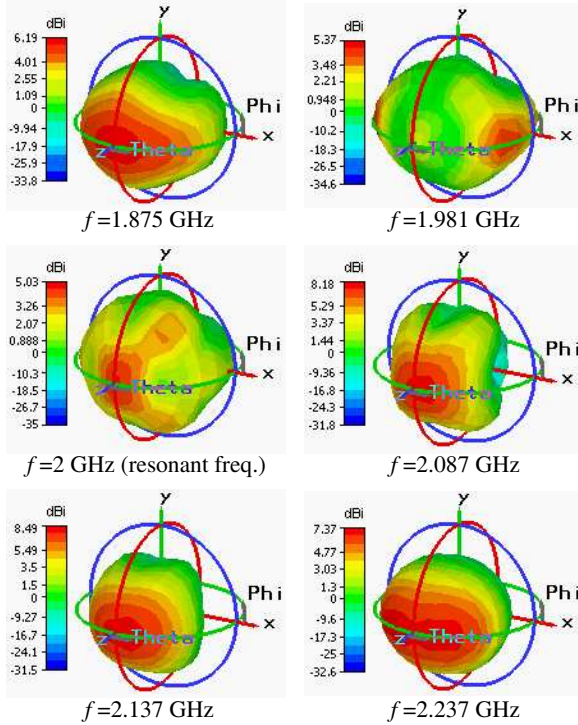 dBi
6.19
4.01
2.55
1.09
0
-9.94
-17.9
-25.9
-33.8
y
Phi
x
z Theta
f=1.875 GHz
dBi
5.37
3.48
2.21
0.948
0
-10.2
-18.3
-26.5
-34.6
y
Phi
x
z Theta
f=1.981 GHz
dBi
5.03
3.26
2.07
0.888
0
-10.3
-18.5
-26.7
-35
y
Phi
x
z Theta
f=2 GHz (resonant freq.)
dBi
8.18
5.29
3.37
1.44
0
-9.36
-16.8
-24.3
-31.8
y
Phi
x
z Theta
f=2.087 GHz
dBi
8.49
5.49
3.5
1.5
0
-9.27
-16.7
-24.1
-31.5
y
Phi
x
z Theta
f=2.137 GHz
dBi
7.37
4.77
3.03
1.3
0
-9.6
-17.3
-25
-32.6
y
Phi
x
z Theta
f=2.237 GHz